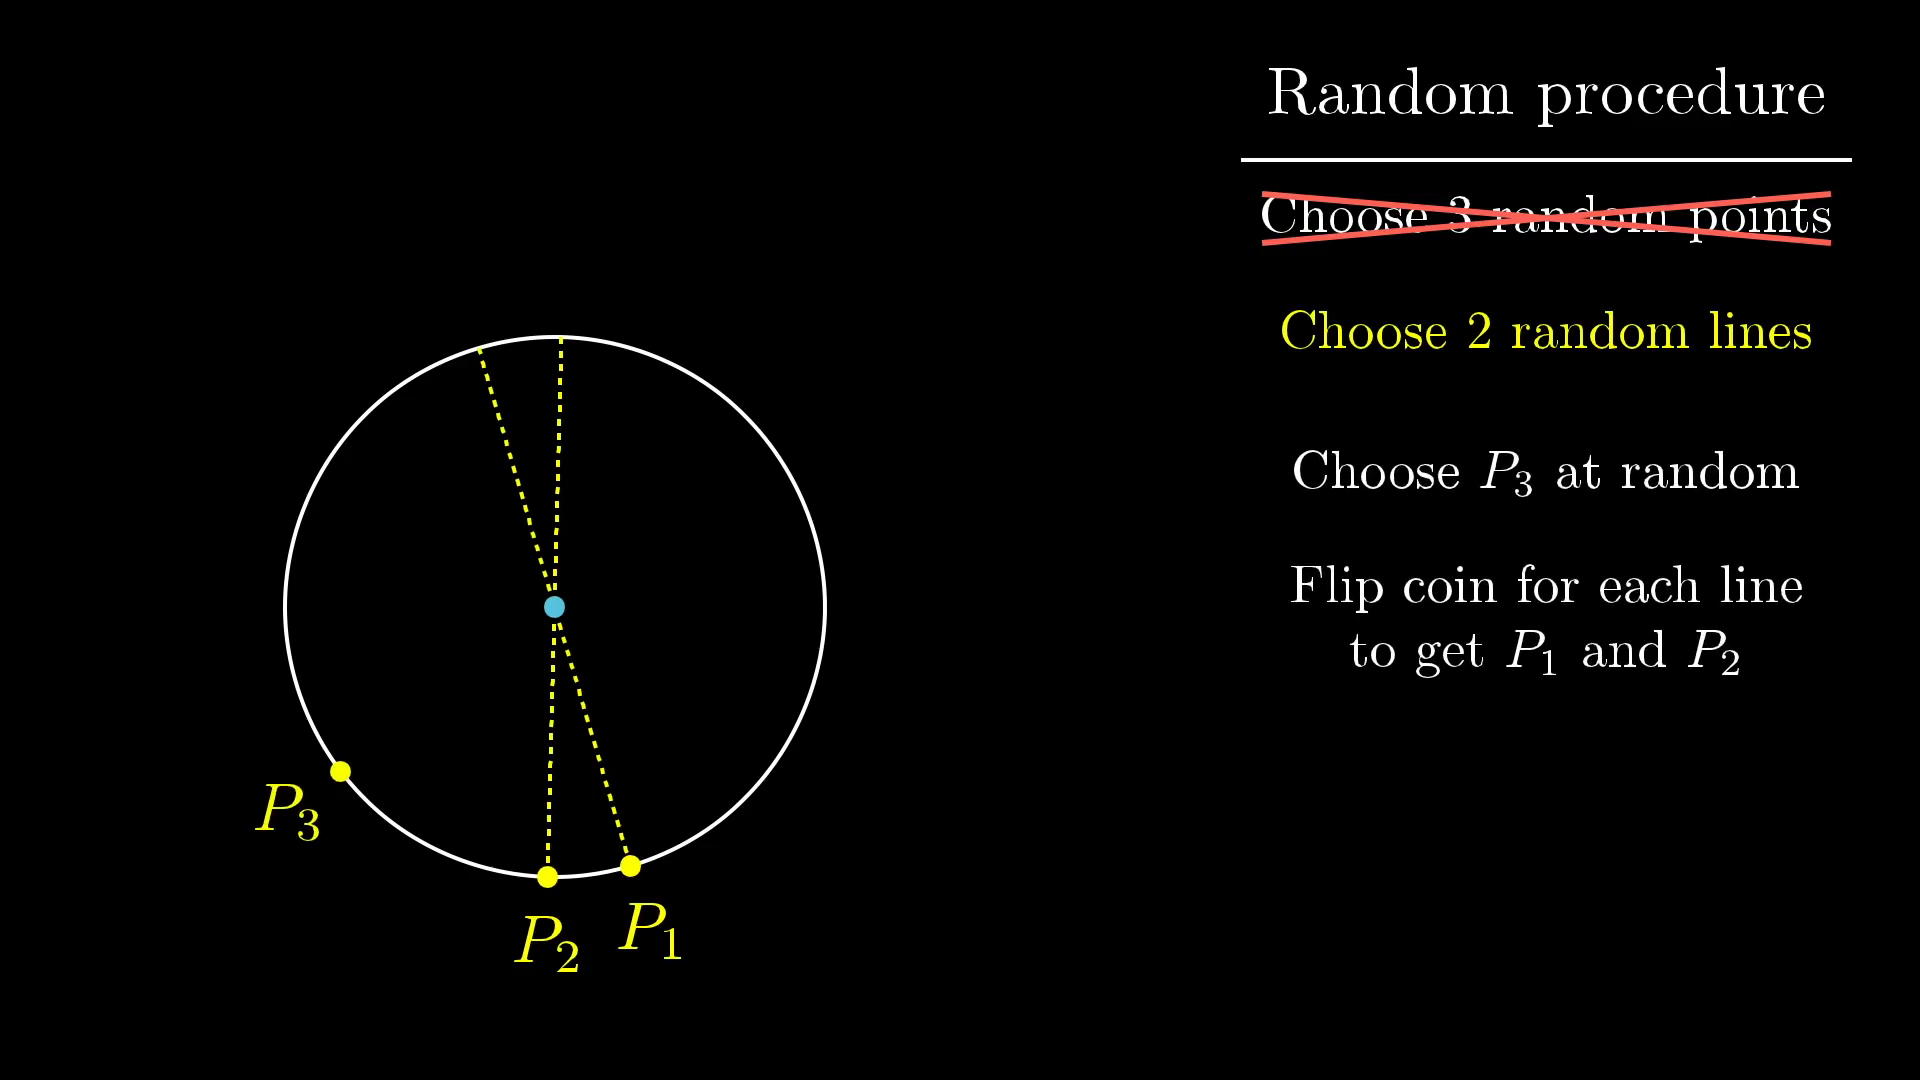 Random procedure
Choose 3 random points
Choose 2 random lines
Choose P₃ at random
Flip coin for each line
to get P₁ and P₂
P₃
P₂
P₁